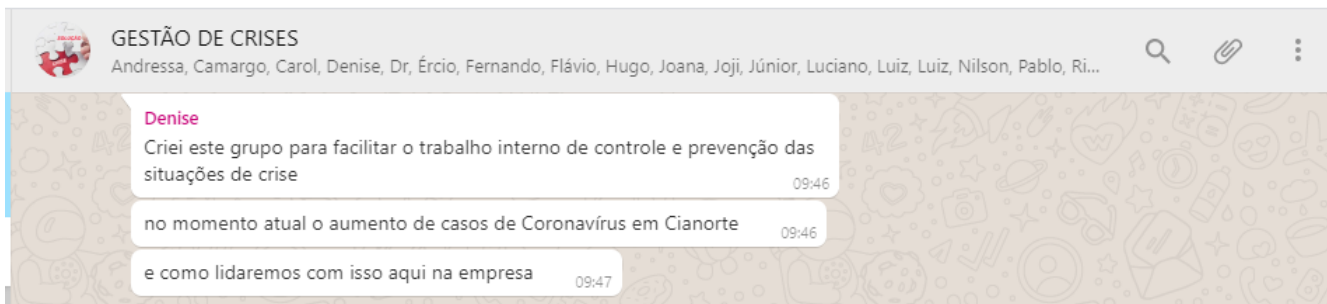 GESTÃO DE CRISES
Andressa, Camargo, Carol, Denise, Dr, Ércio, Fernando, Flávio, Hugo, Joana, Joji, Júnior, Luciano, Luiz, Luiz, Nilson, Pablo, Ri...
Denise
Criei este grupo para facilitar o trabalho interno de controle e prevenção das
situações de crise
09:46
no momento atual o aumento de casos de Coronavírus em Cianorte
09:46
e como lidaremos com isso aqui na empresa
09:47